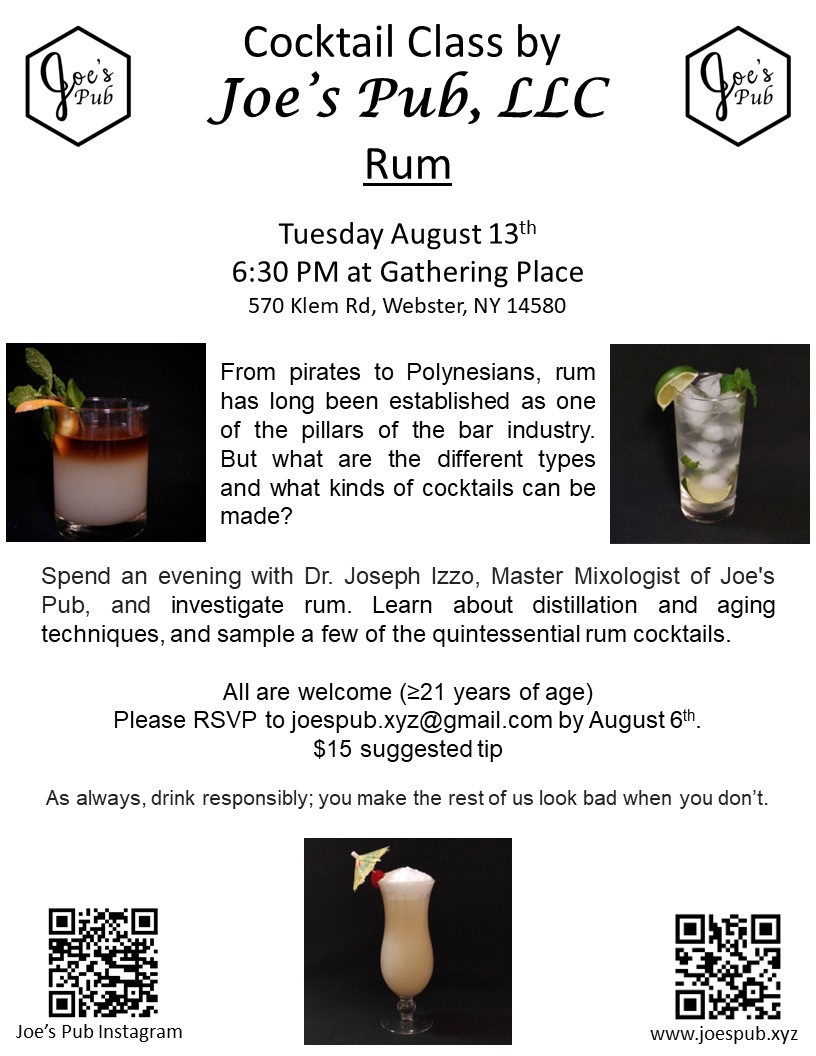 Joe's
Pub
Cocktail Class by
Joe's Pub, LLC
Joe's
Pub
Rum
Tuesday August 13th
6:30 PM at Gathering Place
570 Klem Rd, Webster, NY 14580
From pirates to Polynesians, rum
has long been established as one
of the pillars of the bar industry.
But what are the different types
and what kinds of cocktails can be
made?
Spend an evening with Dr. Joseph Izzo, Master Mixologist of Joe's
Pub, and investigate rum. Learn about distillation and aging
techniques, and sample a few of the quintessential rum cocktails.
All are welcome (≥21 years of age)
Please RSVP to joespub.xyz@gmail.com by August 6th.
$15 suggested tip
As always, drink responsibly; you make the rest of us look bad when you don't.
Joe's Pub Instagram
www.joespub.xyz